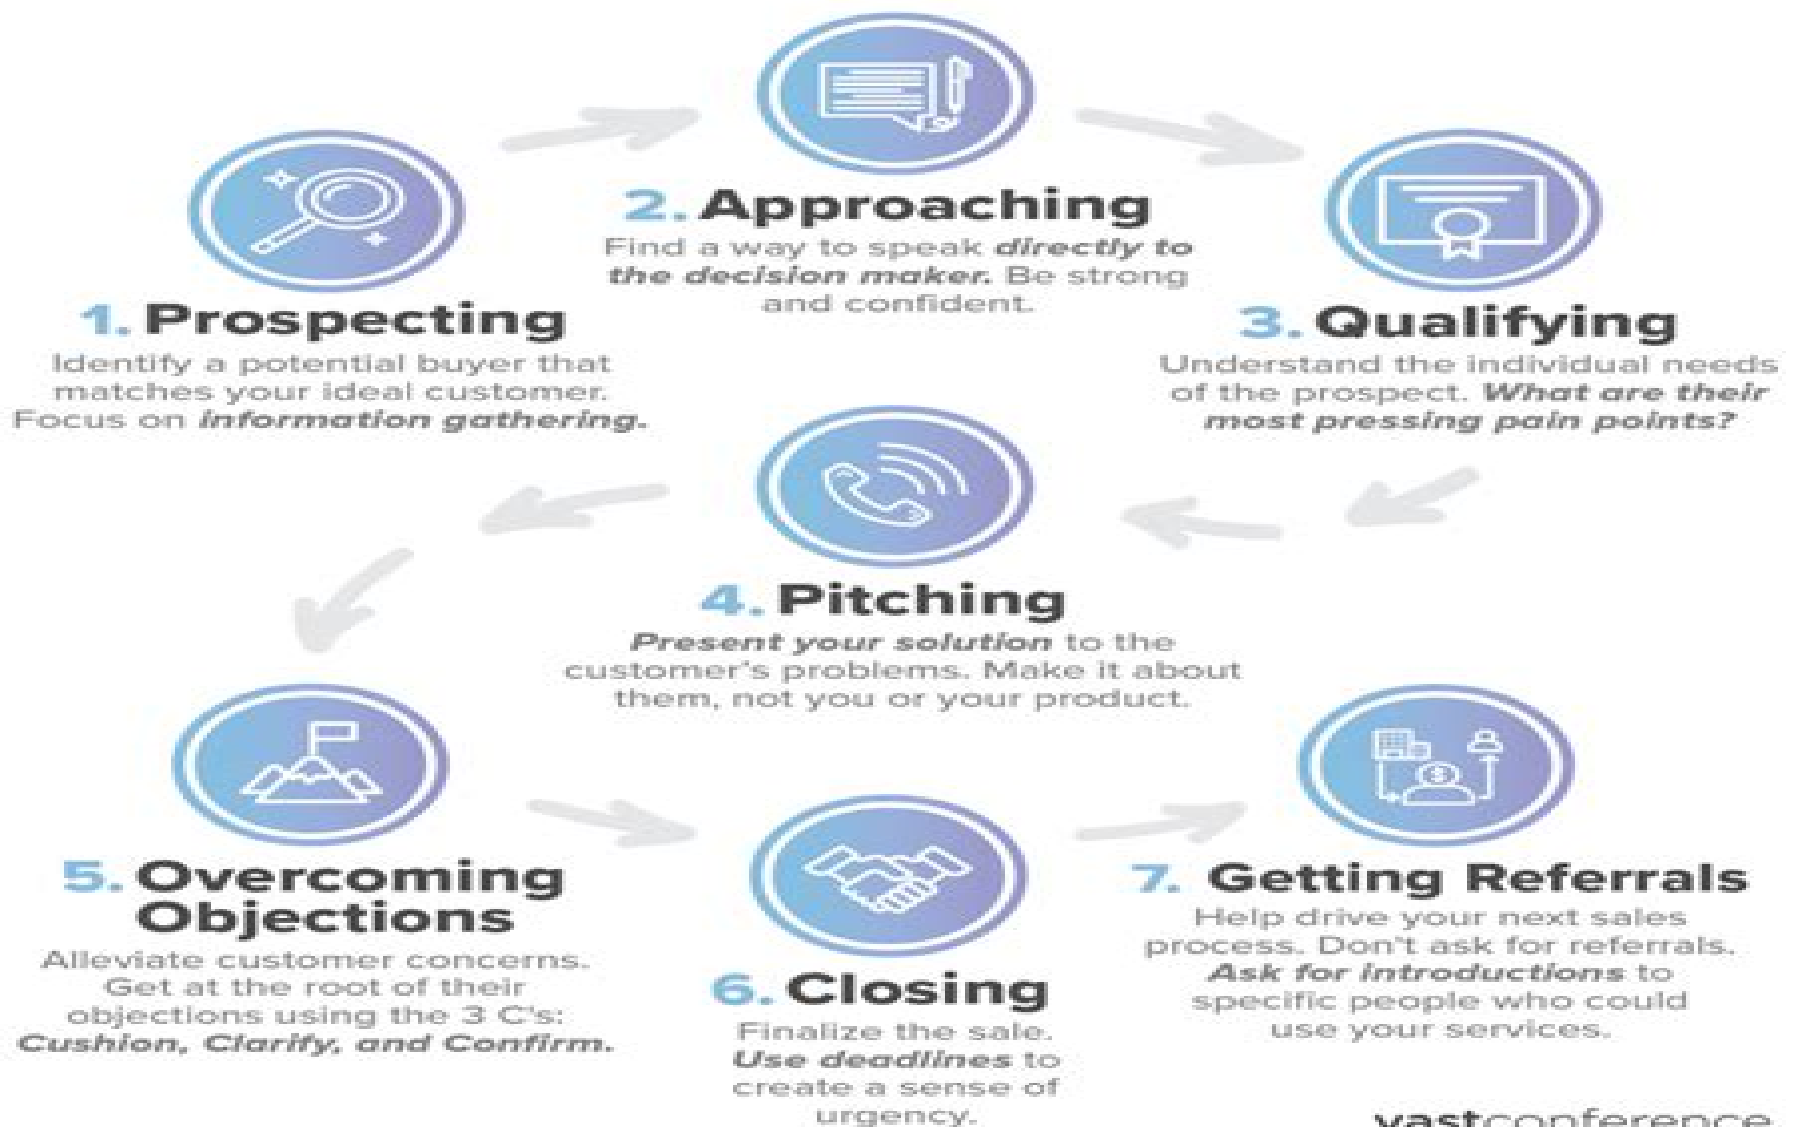 1. Prospecting
Identify a potential buyer that
matches your ideal customer.
Focus on information gathering.
2. Approaching
Find a way to speak directly to
the decision maker. Be strong
and confident.
3. Qualifying
Understand the individual needs
of the prospect. What are their
most pressing pain points?
4. Pitching
Present your solution to the
customer's problems. Make it about
them, not you or your product.
5. Overcoming
Objections
Alleviate customer concerns.
Get at the root of their
objections using the 3 C's:
Cushion, Clarify, and Confirm.
6. Closing
Finalize the sale.
Use deadlines to
create a sense of
urgency.
7. Getting Referrals
Help drive your next sales
process. Don't ask for referrals.
Ask for introductions to
specific people who could
use your services.
vastconference